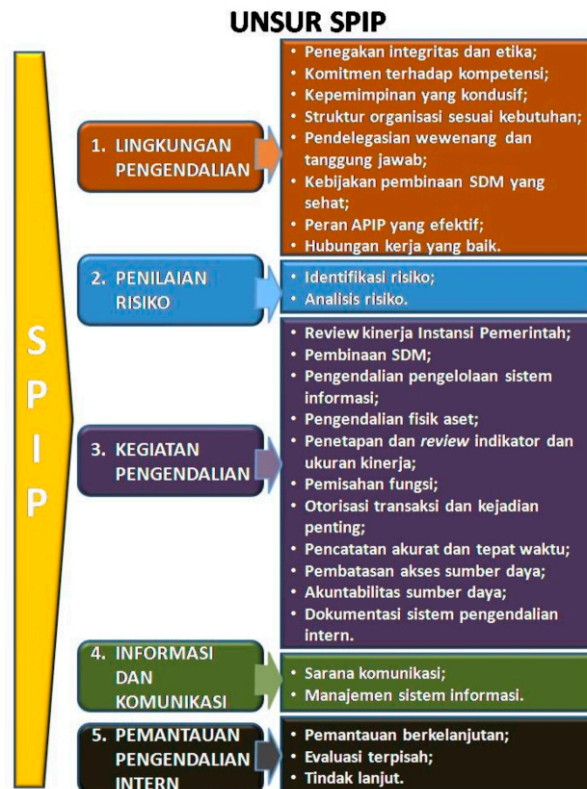 UNSUR SPIP
SPIP
1. LINGKUNGAN
PENGENDALIAN
• Penegakan integritas dan etika;
• Komitmen terhadap kompetensi;
• Kepemimpinan yang kondusif;
• Struktur organisasi sesuai kebutuhan;
• Pendelegasian wewenang dan
tanggung jawab;
• Kebijakan pembinaan SDM yang
sehat;
• Peran APIP yang efektif;
• Hubungan kerja yang baik.
2. PENILAIAN
RISIKO
• Identifikasi risiko;
• Analisis risiko.
3. KEGIATAN
PENGENDALIAN
• Review kinerja Instansi Pemerintah;
• Pembinaan SDM;
• Pengendalian pengelolaan sistem
informasi;
• Pengendalian fisik aset;
• Penetapan dan review indikator dan
ukuran kinerja;
• Pemisahan fungsi;
• Otorisasi transaksi dan kejadian
penting;
• Pencatatan akurat dan tepat waktu;
• Pembatasan akses sumber daya;
• Akuntabilitas sumber daya;
• Dokumentasi sistem pengendalian
intern.
4. INFORMASI
DAN
KOMUNIKASI
• Sarana komunikasi;
• Manajemen sistem informasi.
5. PEMANTAUAN
PENGENDALIAN
INTERN
• Pemantauan berkelanjutan;
• Evaluasi terpisah;
• Tindak lanjut.